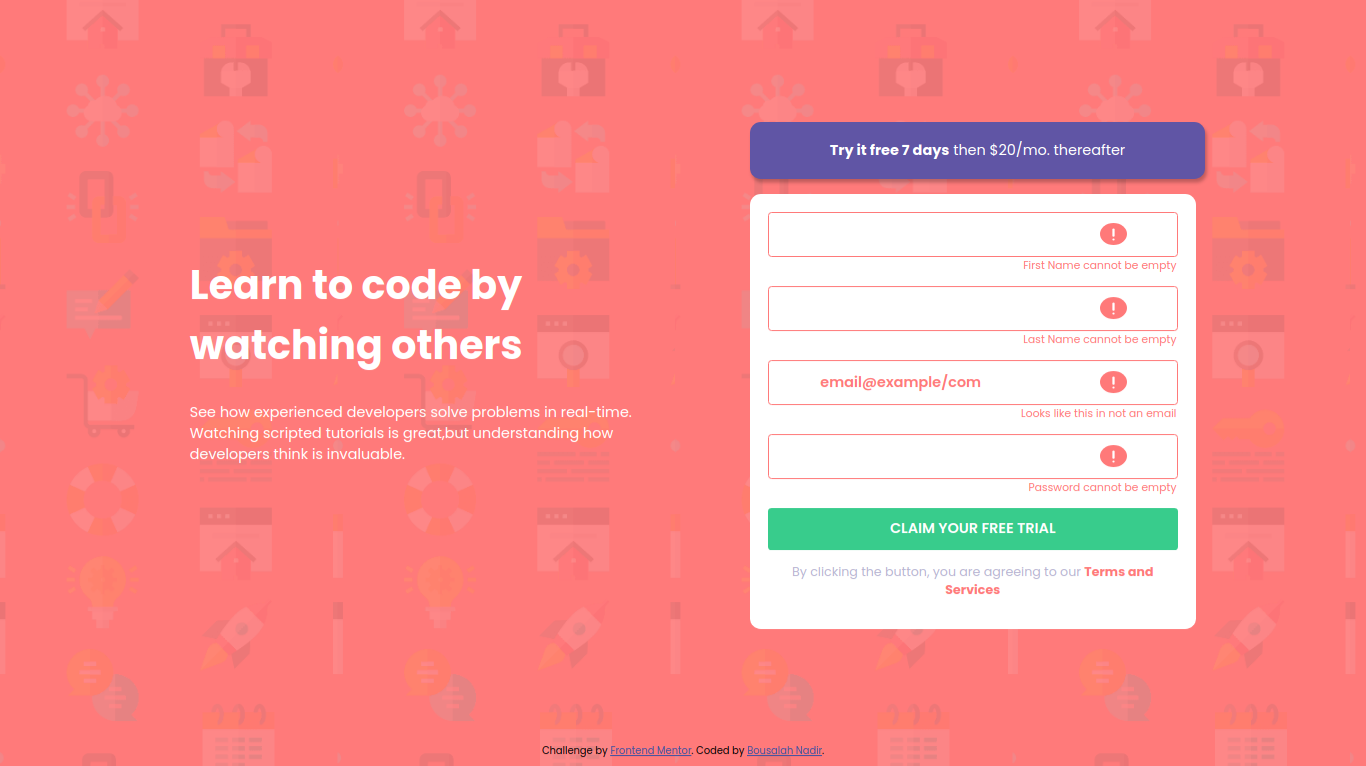 Learn to code by
watching others
See how experienced developers solve problems in real-time.
Watching scripted tutorials is great,but understanding how
developers think is invaluable.
Try it free 7 days then $20/mo. thereafter
First Name cannot be empty
Last Name cannot be empty
email@example/com
Looks like this in not an email
Password cannot be empty
CLAIM YOUR FREE TRIAL
By clicking the button, you are agreeing to our Terms and
Services
Challenge by Frontend Mentor. Coded by Bousalah Nadir.